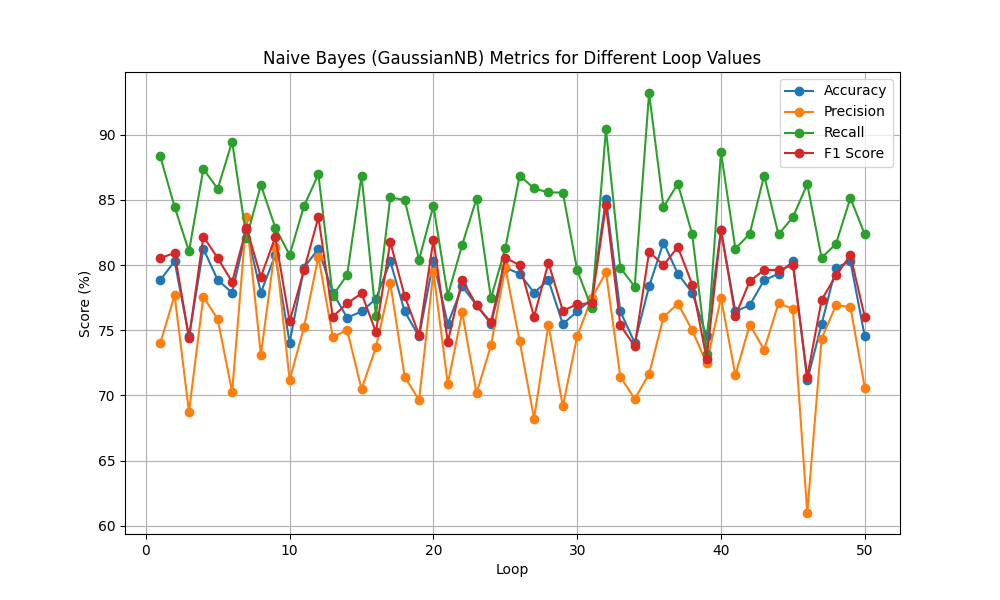 Naive Bayes (GaussianNB) Metrics for Different Loop Values
Accuracy
Precision
Recall
F1 Score
Score (%)
90
85
80
75
70
65
60
0 10 20 30 40 50
Loop